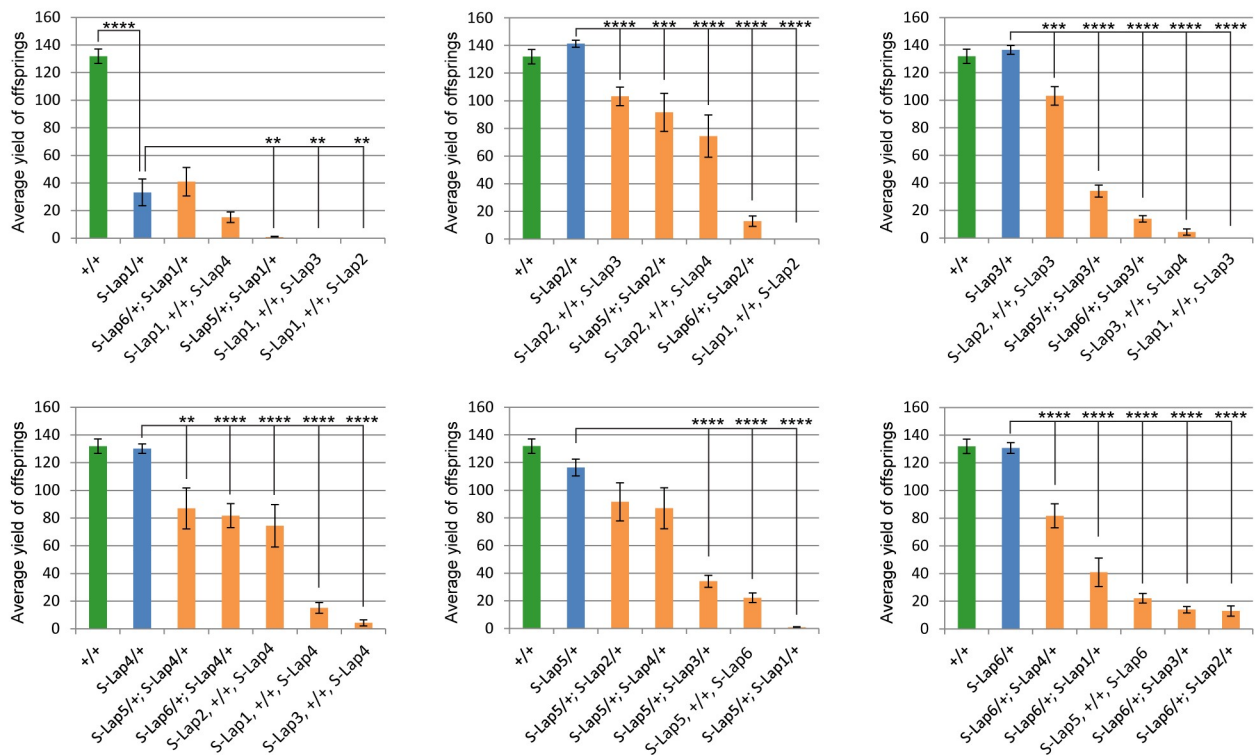 160
140
120
100
80
60
40
20
0
Average yield of offsprings
****
**
**
**
+/+
S-Lap1/+
S-Lap6/+; S-Lap1/+
S-Lap1, +/+, S-Lap4
S-Lap5/+; S-Lap1/+
S-Lap1, +/+, S-Lap3
S-Lap1, +/+, S-Lap2
160
140
120
100
80
60
40
20
0
Average yield of offsprings
****
***
****
****
****
+/+
S-Lap2/+
S-Lap2, +/+, S-Lap3
S-Lap5/+; S-Lap2/+
S-Lap2, +/+, S-Lap4
S-Lap6/+; S-Lap2/+
S-Lap1, +/+, S-Lap2
160
140
120
100
80
60
40
20
0
Average yield of offsprings
***
****
****
****
****
+/+
S-Lap3/+
S-Lap2, +/+, S-Lap3
S-Lap5/+; S-Lap3/+
S-Lap6/+; S-Lap3/+
S-Lap3, +/+, S-Lap4
S-Lap1, +/+, S-Lap3
160
140
120
100
80
60
40
20
0
Average yield of offsprings
**
****
****
****
****
+/+
S-Lap4/+
S-Lap5/+; S-Lap4/+
S-Lap6/+; S-Lap4/+
S-Lap2, +/+, S-Lap4
S-Lap1, +/+, S-Lap4
S-Lap3, +/+, S-Lap4
160
140
120
100
80
60
40
20
0
Average yield of offsprings
****
****
****
+/+
S-Lap5/+
S-Lap5/+; S-Lap2/+
S-Lap5/+; S-Lap4/+
S-Lap5/+; S-Lap3/+
S-Lap5, +/+, S-Lap6
S-Lap5/+; S-Lap1/+
160
140
120
100
80
60
40
20
0
Average yield of offsprings
****
****
****
****
****
+/+
S-Lap6/+
S-Lap6/+; S-Lap4/+
S-Lap6/+; S-Lap1/+
S-Lap5, +/+, S-Lap6
S-Lap6/+; S-Lap3/+
S-Lap6/+; S-Lap2/+